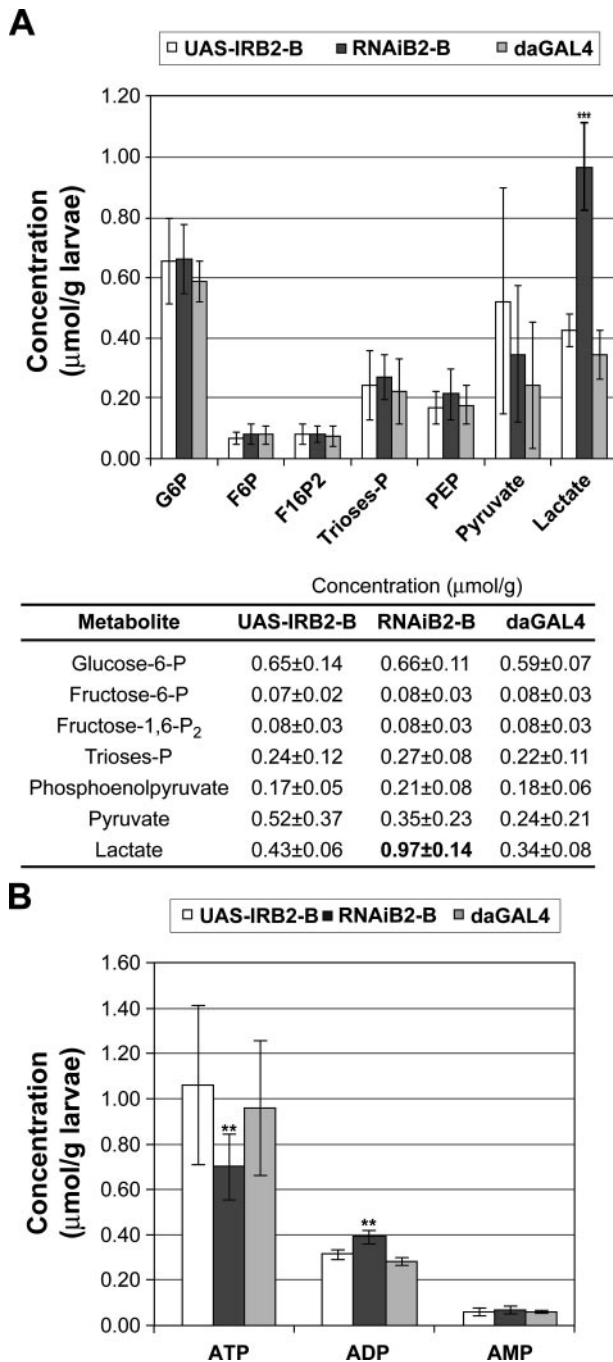 A
UAS-IRB2-B RNAiB2-B daGAL4
Concentration
(μmol/g larvae)
1.20
1.00
0.80
0.60
0.40
0.20
0.00
***
G6P F6P F16P2 Trioses-P PEP Pyruvate Lactate
Concentration (μmol/g)
Metabolite UAS-IRB2-B RNAiB2-B daGAL4
Glucose-6-P 0.65±0.14 0.66±0.11 0.59±0.07
Fructose-6-P 0.07±0.02 0.08±0.03 0.08±0.03
Fructose-1,6-P2 0.08±0.03 0.08±0.03 0.08±0.03
Trioses-P 0.24±0.12 0.27±0.08 0.22±0.11
Phosphoenolpyruvate 0.17±0.05 0.21±0.08 0.18±0.06
Pyruvate 0.52±0.37 0.35±0.23 0.24±0.21
Lactate 0.43±0.06 0.97±0.14 0.34±0.08
B
UAS-IRB2-B RNAiB2-B daGAL4
Concentration
(μmol/g larvae)
1.60
1.40
1.20
1.00
0.80
0.60
0.40
0.20
0.00
**
**
ATP ADP AMP